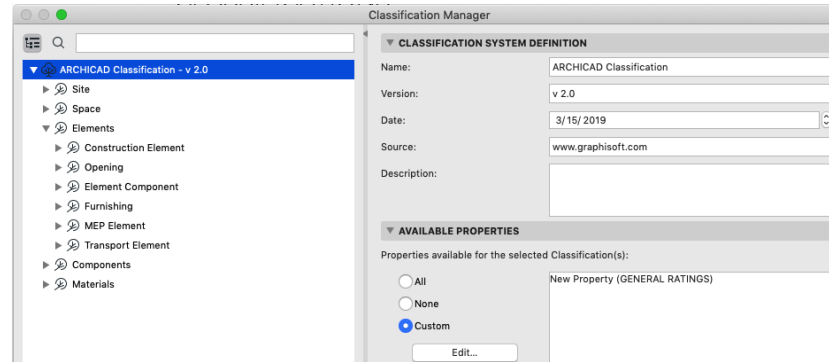 Classification Manager
ARCHICAD Classification - v 2.0
Site
Space
Elements
Construction Element
Opening
Element Component
Furnishing
MEP Element
Transport Element
Components
Materials
CLASSIFICATION SYSTEM DEFINITION
Name: ARCHICAD Classification
Version: v 2.0
Date: 3/15/2019
Source: www.graphisoft.com
Description:
AVAILABLE PROPERTIES
Properties available for the selected Classification(s):
All
None
Custom
Edit...
New Property (GENERAL RATINGS)